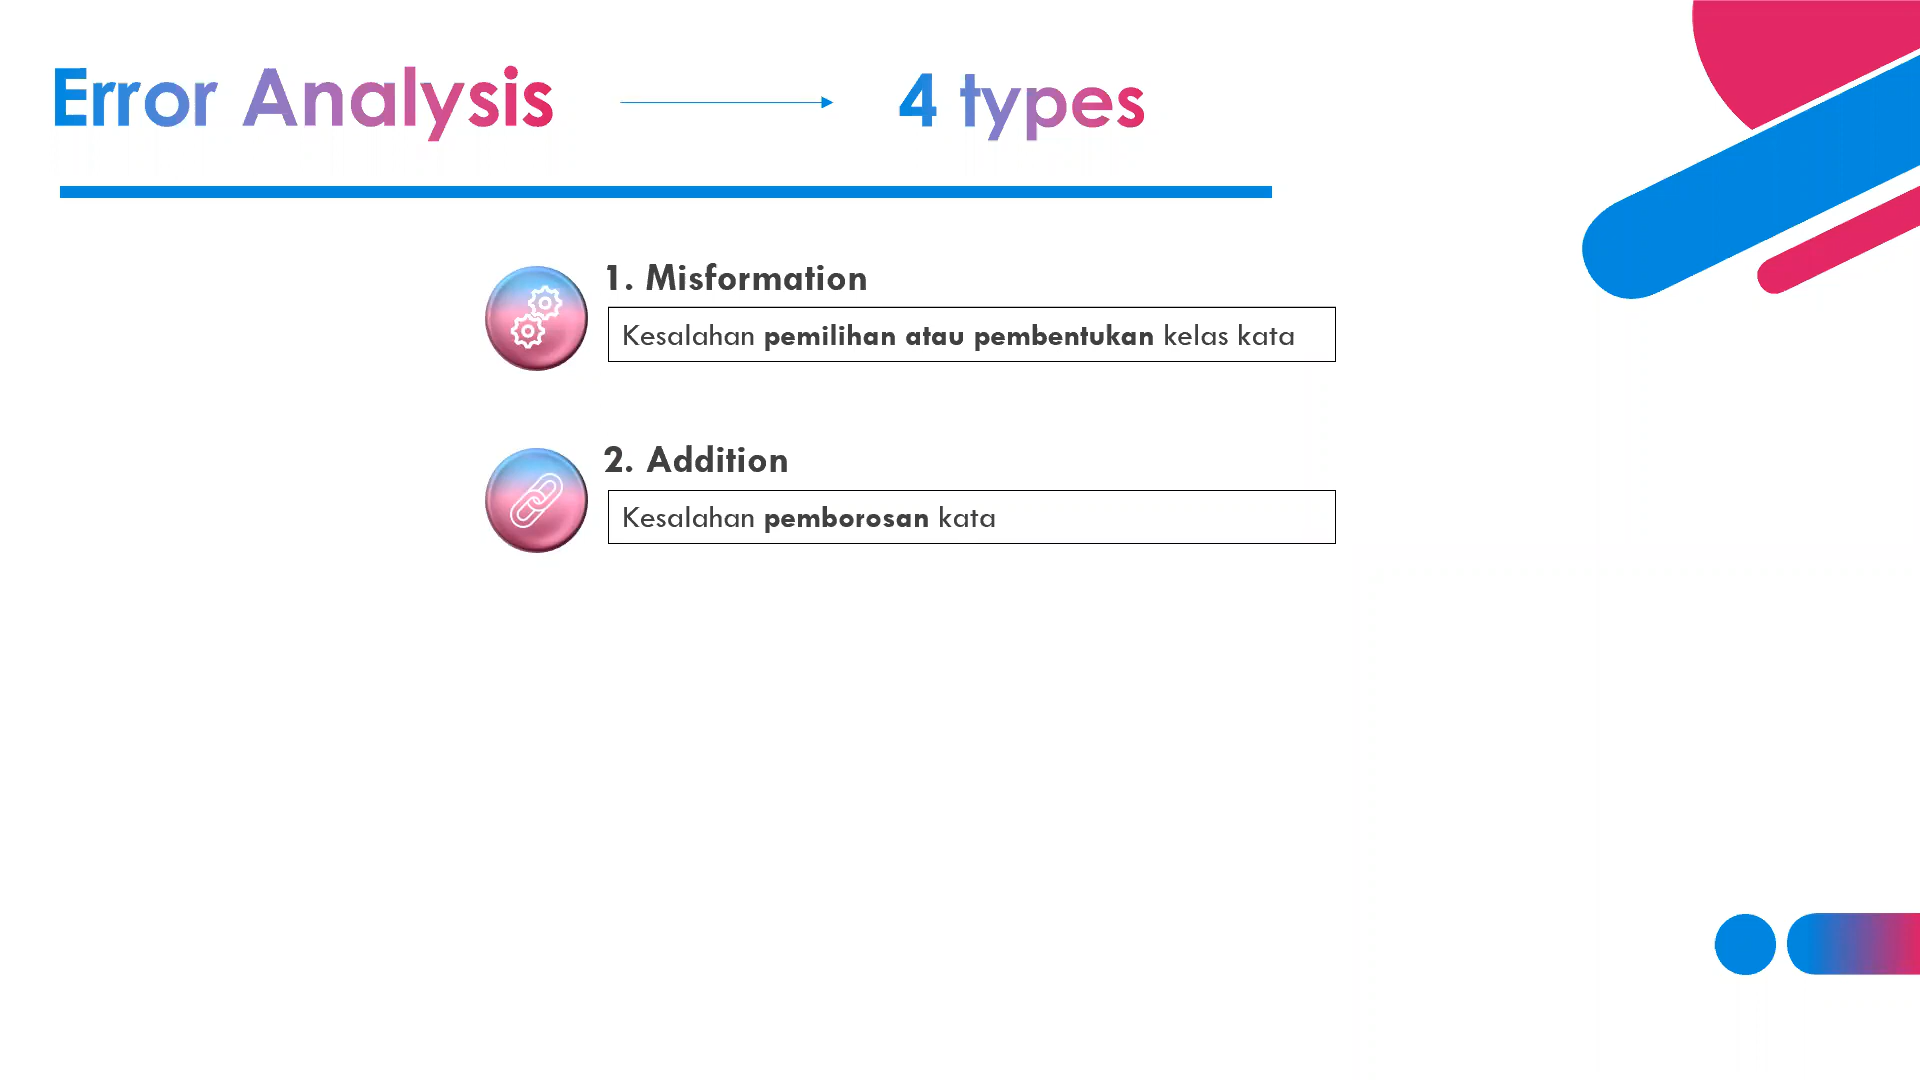 Error Analysis 4 types
1. Misformation
Kesalahan pemilihan atau pembentukan kelas kata
2. Addition
Kesalahan pemborosan kata